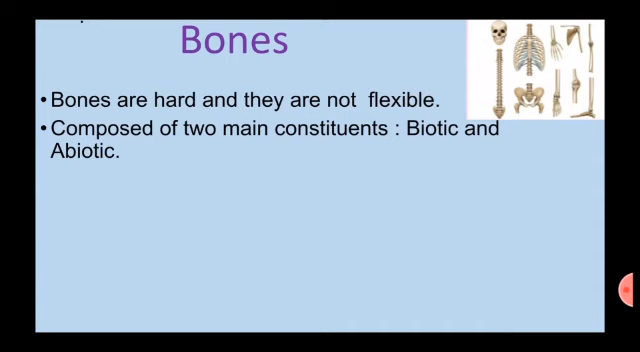 Bones
•Bones are hard and they are not flexible.
•Composed of two main constituents : Biotic and
Abiotic.